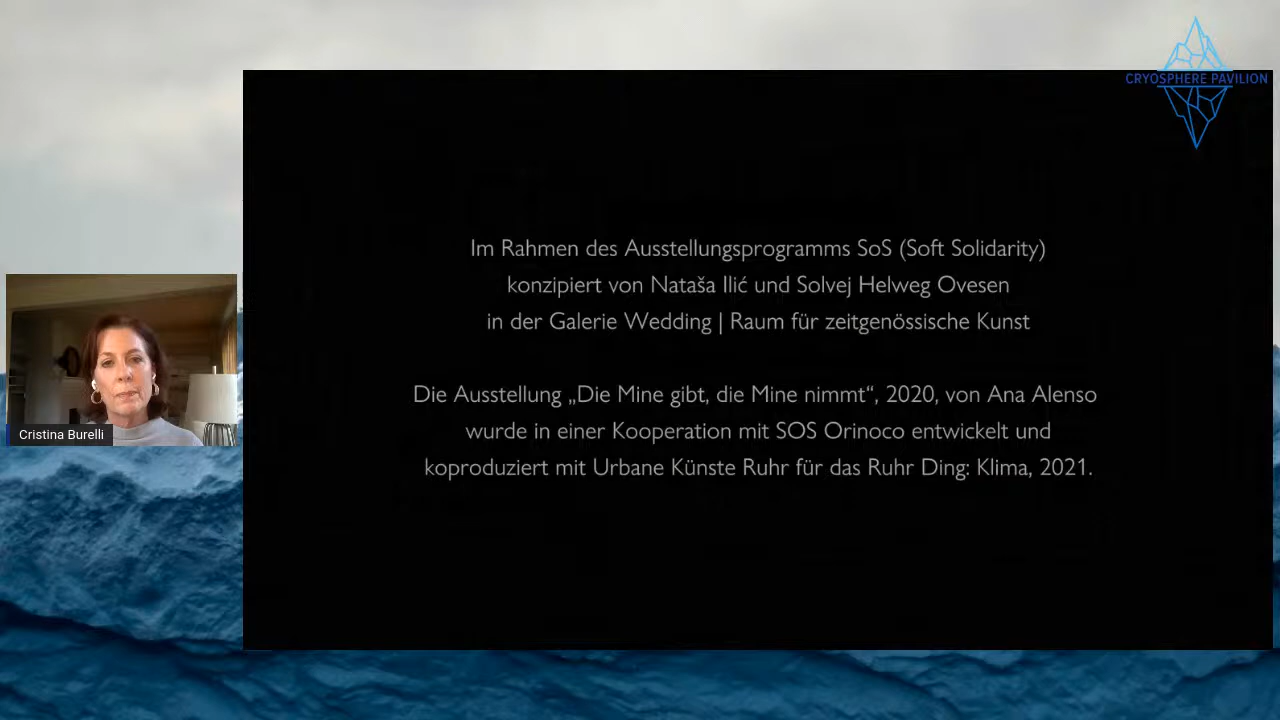 CRYOSPHERE PAVILION
Im Rahmen des Ausstellungsprogramms SoS (Soft Solidarity)
konzipiert von Nataša Ilić und Solvej Helweg Ovesen
in der Galerie Wedding | Raum für zeitgenössische Kunst
Die Ausstellung „Die Mine gibt, die Mine nimmt“, 2020, von Ana Alenso
wurde in einer Kooperation mit SOS Orinoco entwickelt und
koproduziert mit Urbane Künste Ruhr für das Ruhr Ding: Klima, 2021.
Cristina Burelli